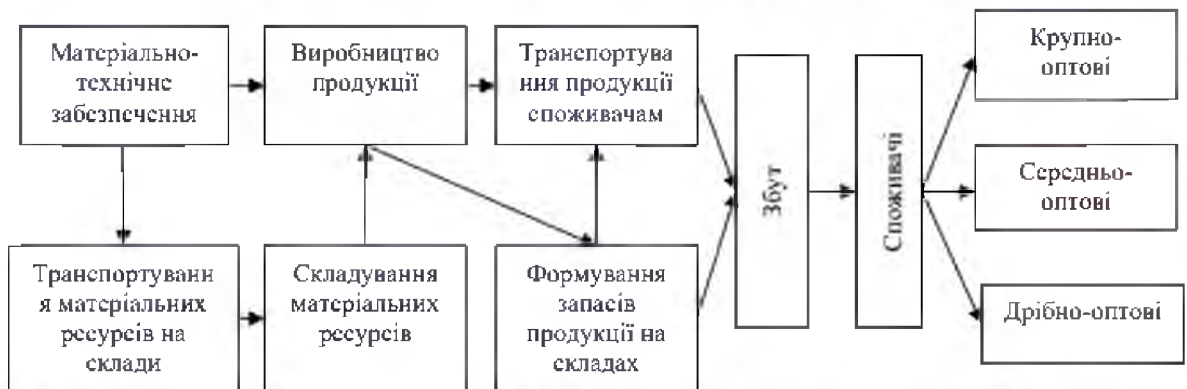 Матеріально-
технічне
забезпечення
Виробництво
продукції
Транспортува
ння продукції
споживачам
Збут
Споживачі
Крупно-
оптові
Середньо-
оптові
Дрібно-оптові
Транспортуванн
я матеріальних
ресурсів на
склади
Складування
матеріальних
ресурсів
Формування
запасів
продукції на
складах